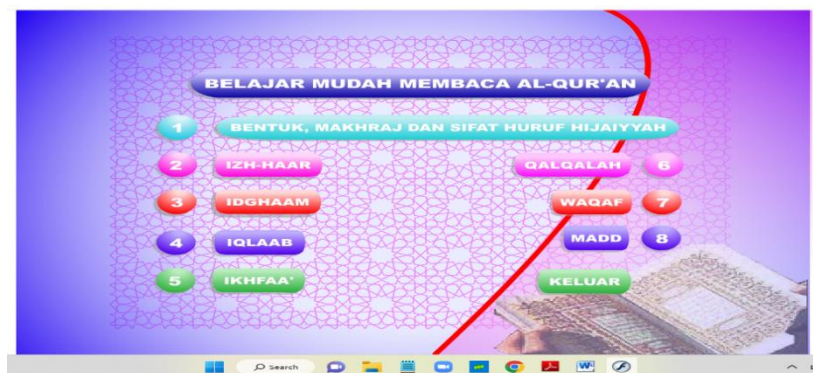 BELAJAR MUDAH MEMBACA AL-QUR'AN
1 BENTUK, MAKHRAJ DAN SIFAT HURUF HIJAIYYAH
2 IZH-HAAR
QALQALAH 6
3 IDGHAAM
WAQAF 7
4 IQLAAB
MADD 8
5 IKHFAA'
KELUAR
Search